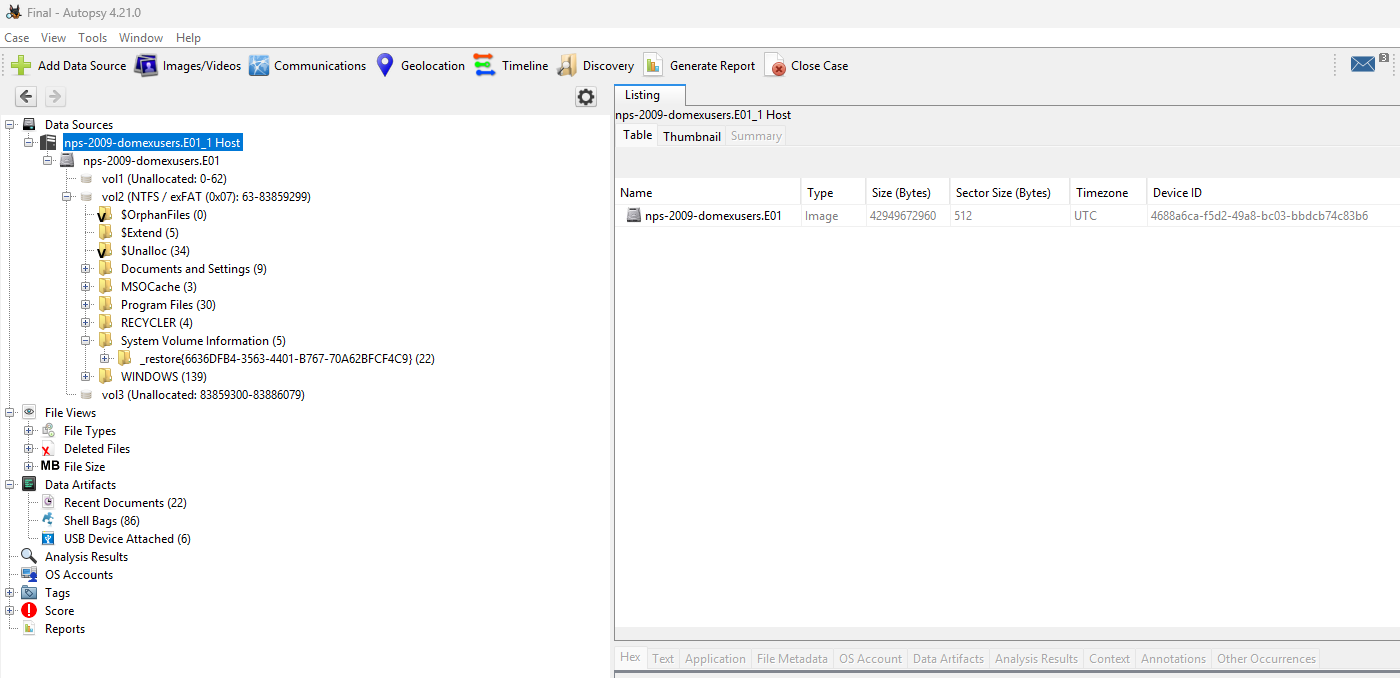 Final - Autopsy 4.21.0
Case View Tools Window Help
Add Data Source Images/Videos Communications Geolocation Timeline Discovery Generate Report Close Case 3
Listing
nps-2009-domexusers.E01_1 Host
Table Thumbnail Summary
Name Type Size (Bytes) Sector Size (Bytes) Timezone Device ID
nps-2009-domexusers.E01 Image 42949672960 512 UTC 4688a6ca-f5d2-49a8-bc03-bbdcb74c83b6
Data Sources
nps-2009-domexusers.E01_1 Host
nps-2009-domexusers.E01
vol1 (Unallocated: 0-62)
vol2 (NTFS / exFAT (0x07): 63-83859299)
$OrphanFiles (0)
$Extend (5)
$Unalloc (34)
Documents and Settings (9)
MSOCache (3)
Program Files (30)
RECYCLER (4)
System Volume Information (5)
_restore{6636DFB4-3563-4401-B767-70A62BFCF4C9} (22)
WINDOWS (139)
vol3 (Unallocated: 83859300-83886079)
File Views
File Types
Deleted Files
MB File Size
Data Artifacts
Recent Documents (22)
Shell Bags (86)
USB Device Attached (6)
Analysis Results
OS Accounts
Tags
Score
Reports
Hex Text Application File Metadata OS Account Data Artifacts Analysis Results Context Annotations Other Occurrences